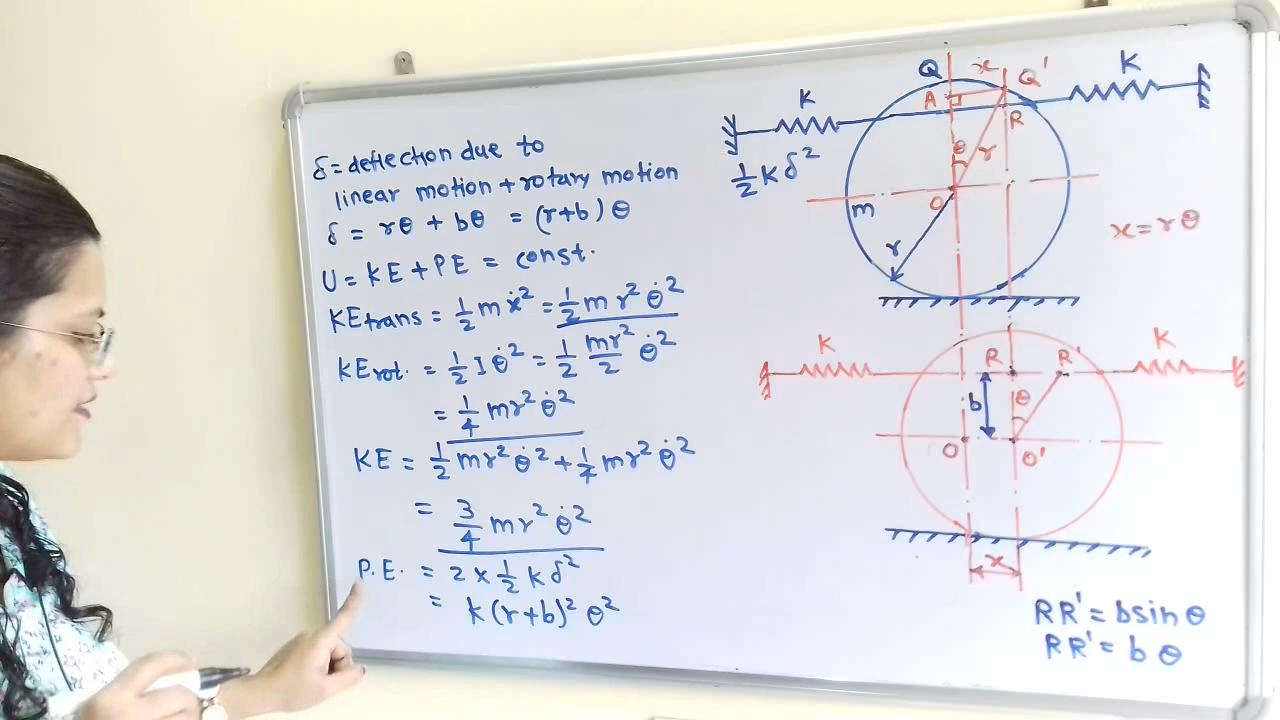 δ = deflection due to
linear motion + rotary motion
δ = rθ + bθ = (r+b) θ
U = KE + PE = const.
KEtrans = 1/2 m ẋ² = 1/2 m r² θ̇²
KErot. = 1/2 I θ̇² = 1/2 mr²/2 θ̇²
= 1/4 mr² θ̇²
KE = 1/2 mr² θ̇² + 1/4 mr² θ̇²
= 3/4 mr² θ̇²
P.E. = 2 × 1/2 k δ²
= k (r+b)² θ²
Q x Q'
K
K
A
R
1/2 K δ²
θ r
O
m
r
x = rθ
K
R R'
K
b
θ
O O'
x
RR' = b sin θ
RR' = b θ